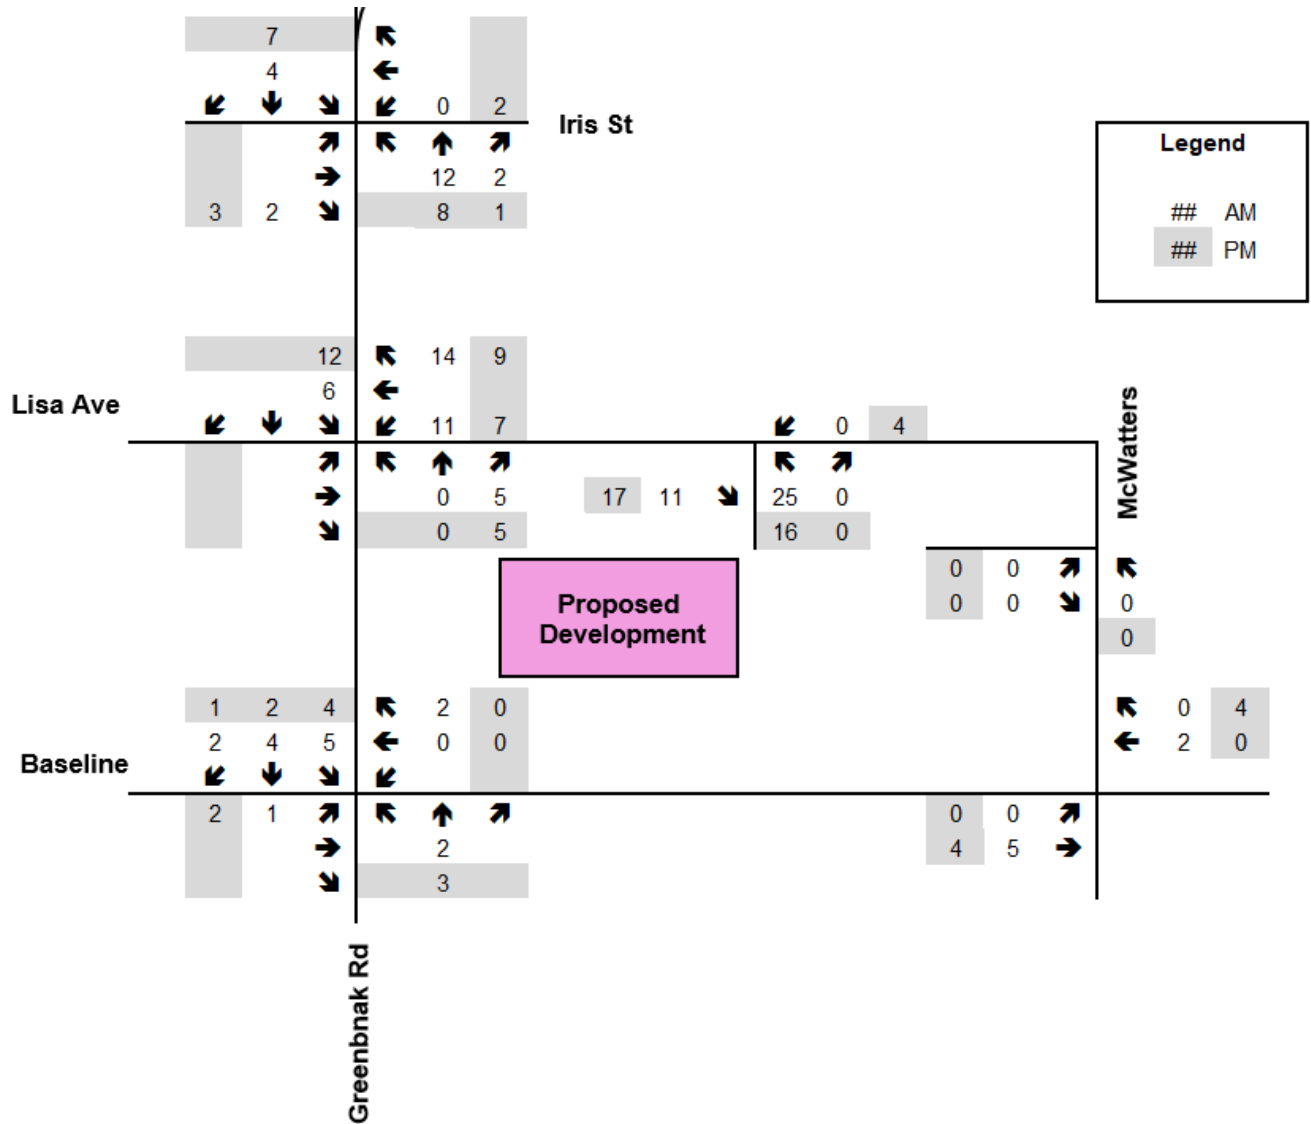 7
4
0 2
Iris St
Legend
12 2
3 2 8 1
## AM
## PM
12 14 9
6
Lisa Ave
11 7
0 4
McWatters
0 5 17 11 25 0
0 5 16 0
0 0
Proposed
Development
0 0 0
0
1 2 4 2 0 0 4
2 4 5 0 0 2 0
Baseline
2 1 0 0
2 4 5
3
Greenbnak Rd